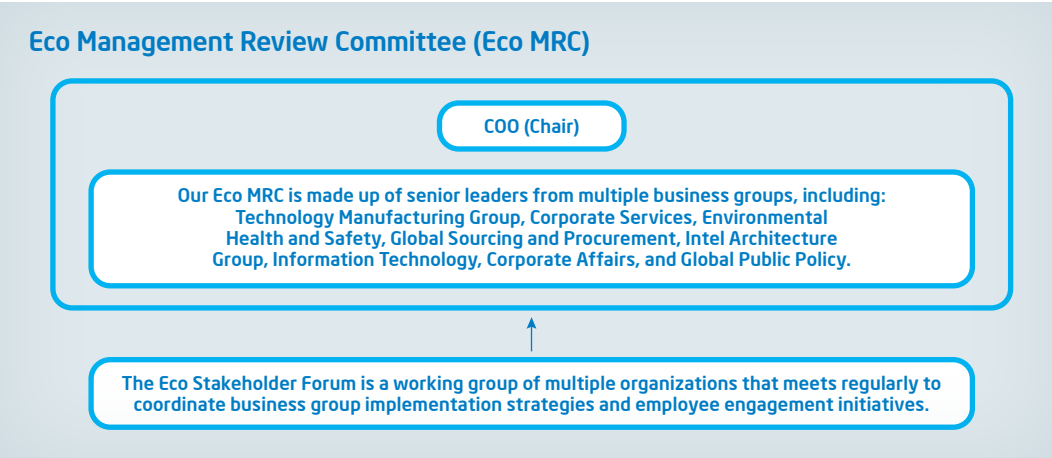 Eco Management Review Committee (Eco MRC)
COO (Chair)
Our Eco MRC is made up of senior leaders from multiple business groups, including:
Technology Manufacturing Group, Corporate Services, Environmental
Health and Safety, Global Sourcing and Procurement, Intel Architecture
Group, Information Technology, Corporate Affairs, and Global Public Policy.
The Eco Stakeholder Forum is a working group of multiple organizations that meets regularly to
coordinate business group implementation strategies and employee engagement initiatives.